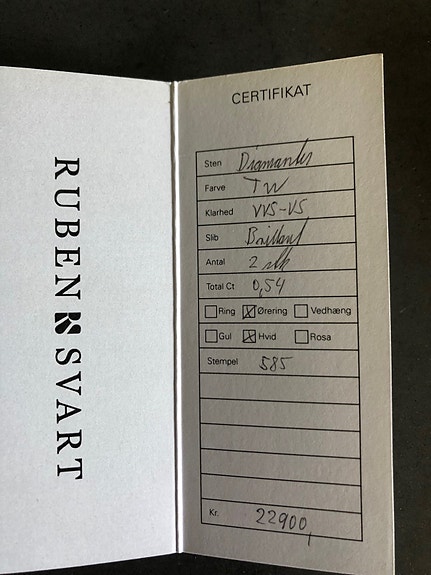 RUBEN SVART
CERTIFIKAT
Sten Diamanter
Farve TW
Klarhed VVS-VS
Slib Brillant
Antal 2 stk
Total Ct 0,54
Ring Ørering Vedhæng
Gul Hvid Rosa
Stempel 585
Kr. 22900,